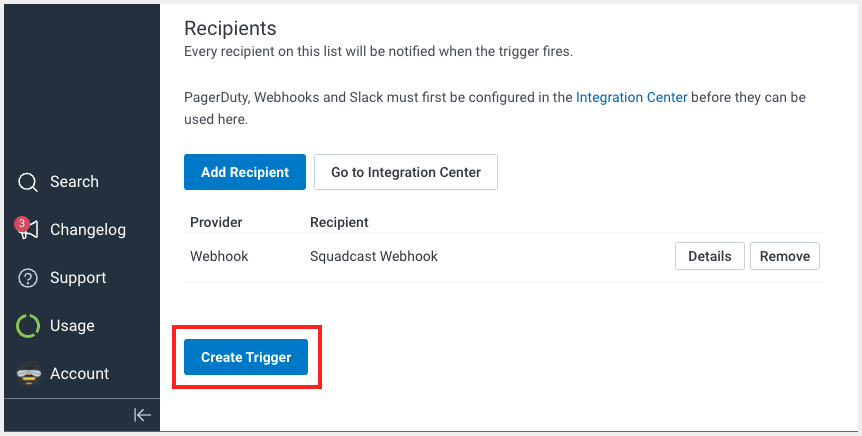 Recipients
Every recipient on this list will be notified when the trigger fires.
PagerDuty, Webhooks and Slack must first be configured in the Integration Center before they can be
used here.
Add Recipient
Go to Integration Center
Provider
Recipient
Webhook
Squadcast Webhook
Details
Remove
Create Trigger
Search
3
Changelog
Support
Usage
Account